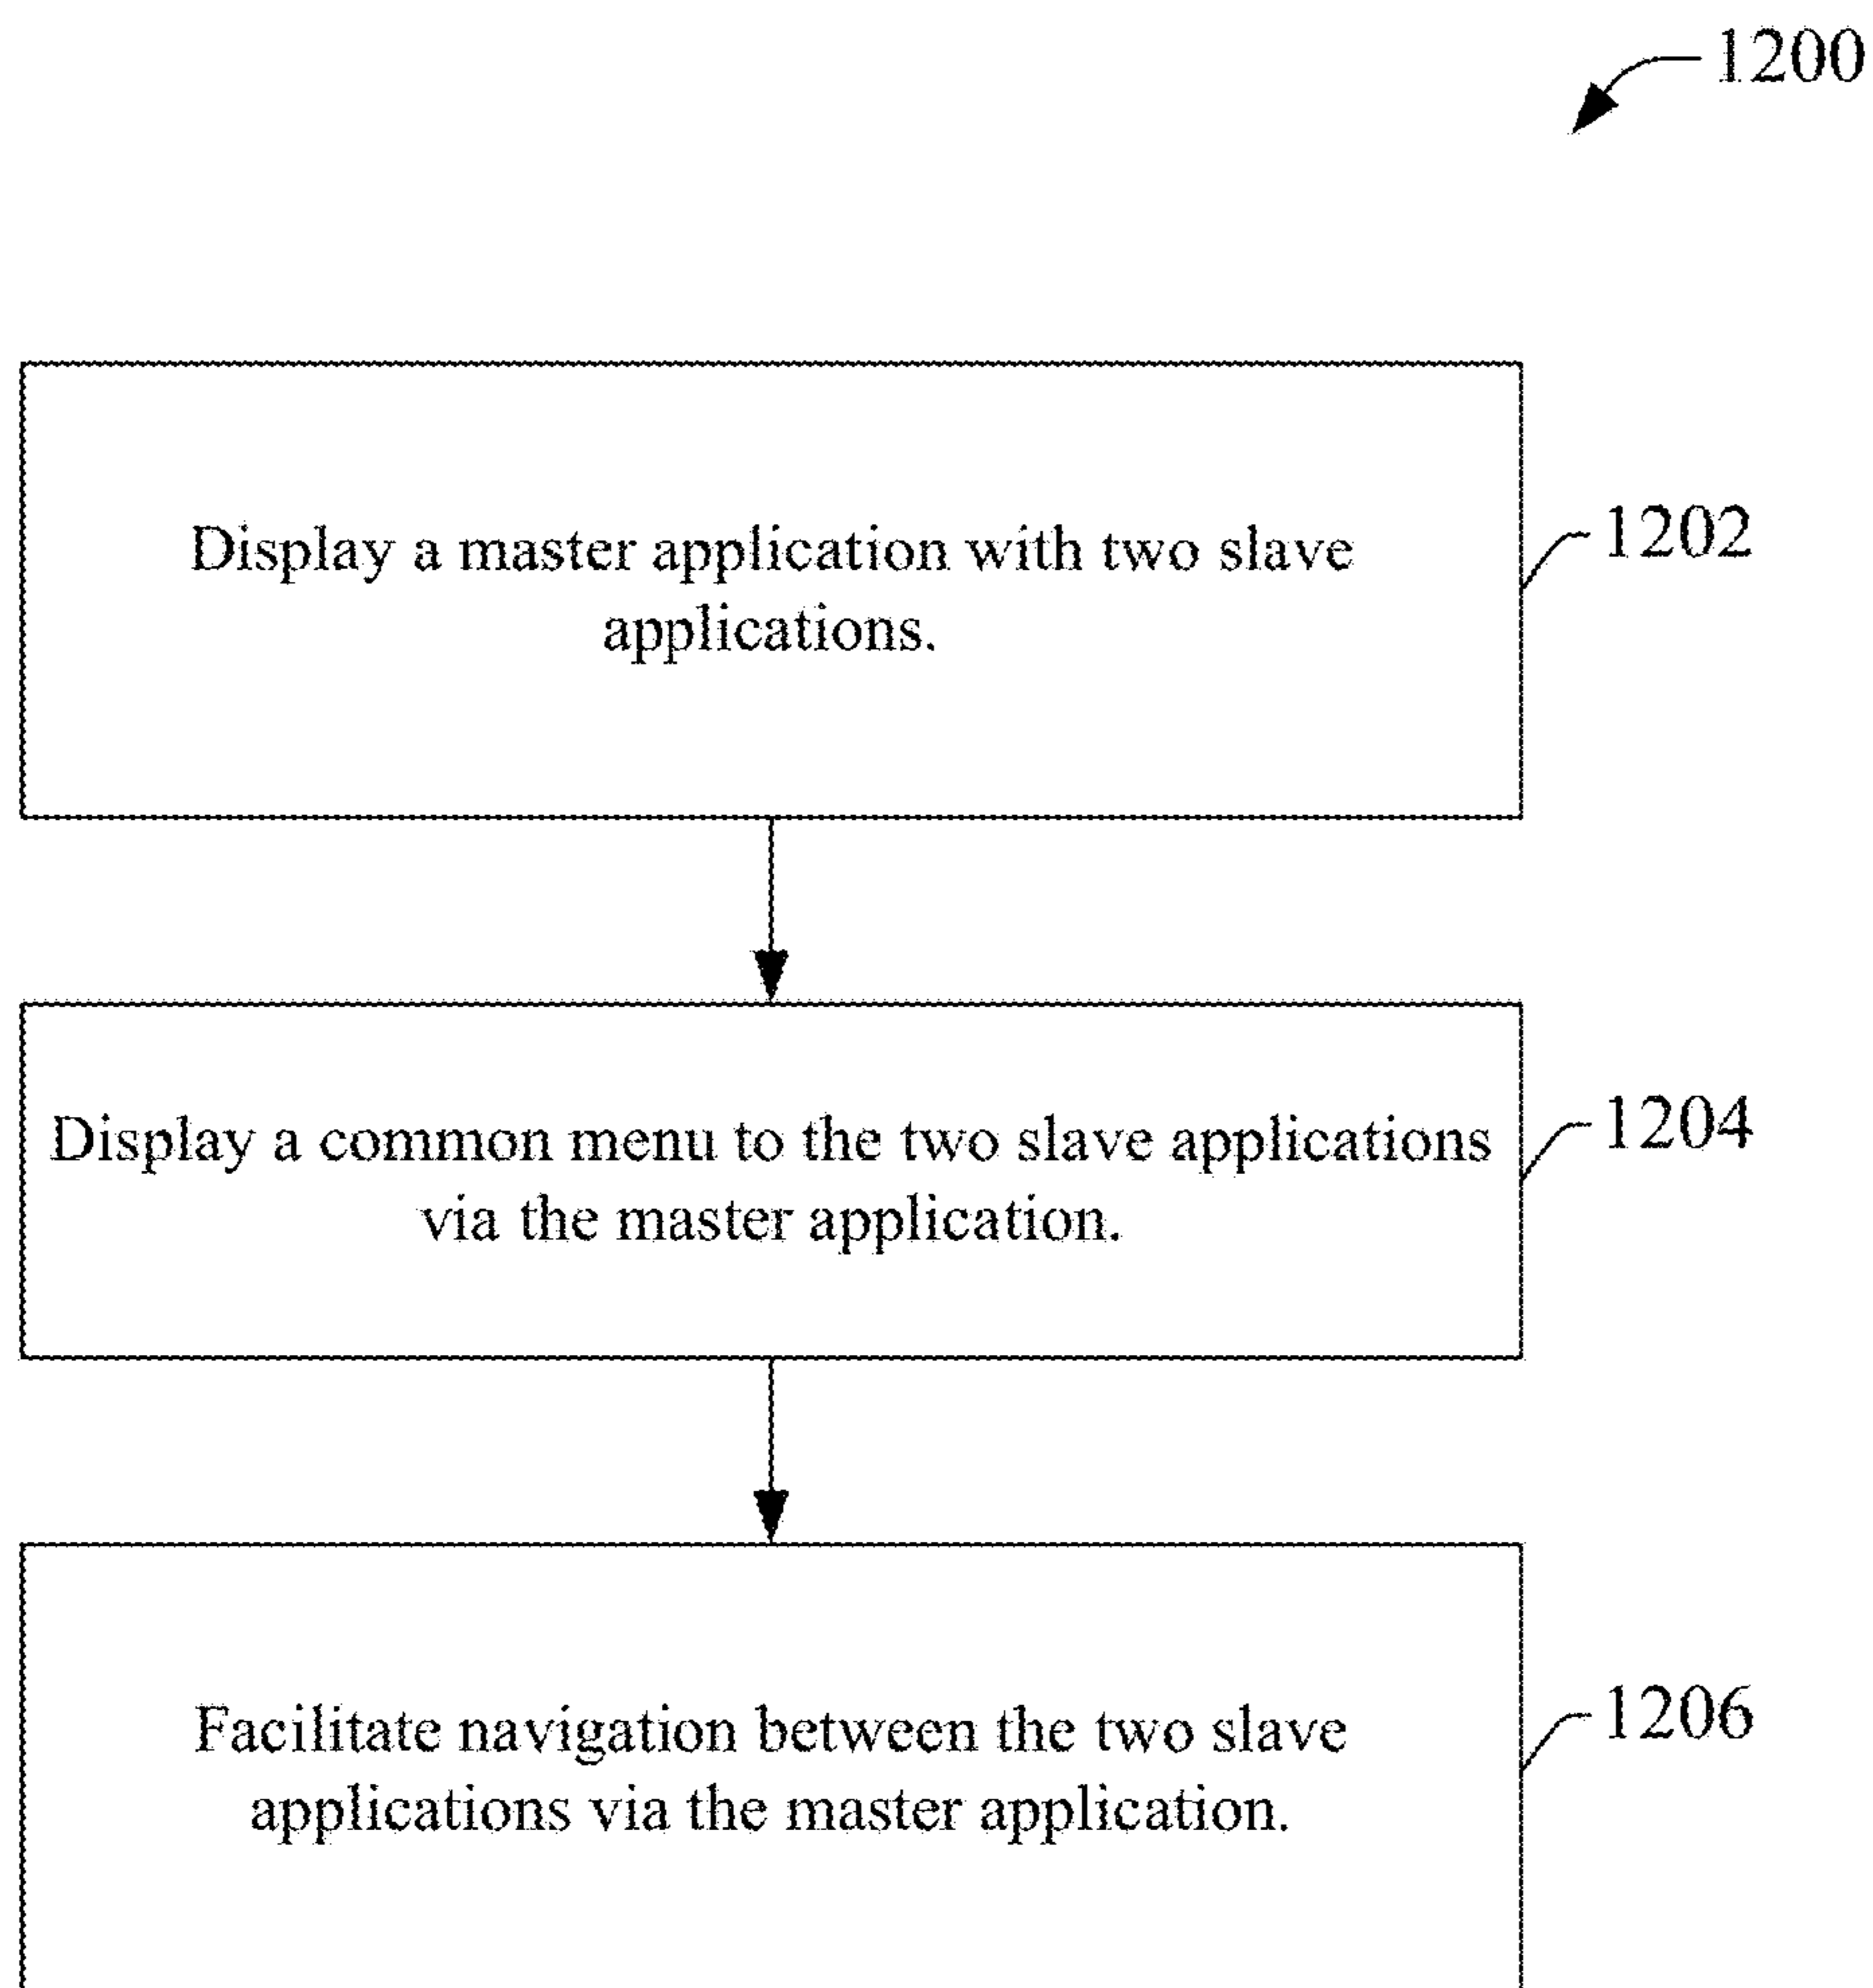 1200
Display a master application with two slave
applications.
1202
Display a common menu to the two slave applications
via the master application.
1204
Facilitate navigation between the two slave
applications via the master application.
1206